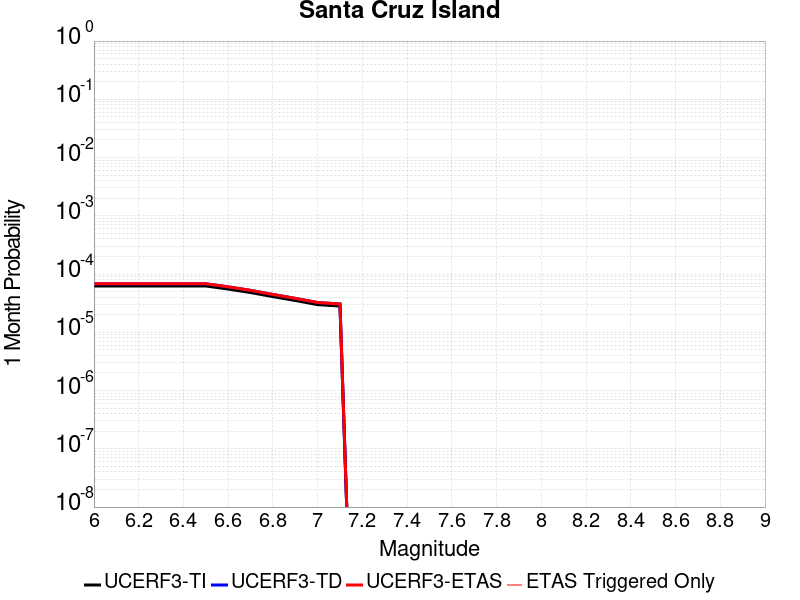 Santa Cruz Island
10^0
10^-1
10^-2
10^-3
10^-4
10^-5
10^-6
10^-7
10^-8
1 Month Probability
6 6.2 6.4 6.6 6.8 7 7.2 7.4 7.6 7.8 8 8.2 8.4 8.6 8.8 9
Magnitude
UCERF3-TI UCERF3-TD UCERF3-ETAS ETAS Triggered Only